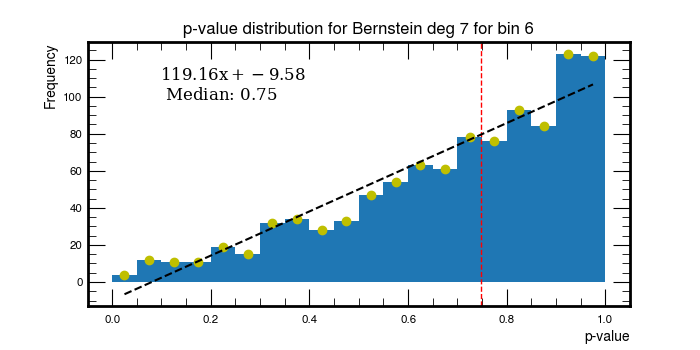 p-value distribution for Bernstein deg 7 for bin 6
Frequency
119.16x + −9.58
Median: 0.75
120
100
80
60
40
20
0
0.0 0.2 0.4 0.6 0.8 1.0
p-value